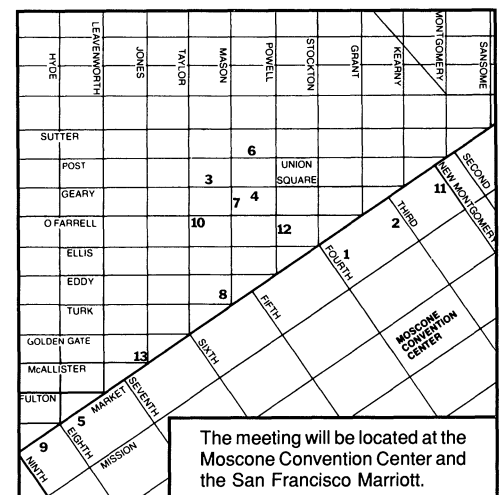 HYDE
LEAVENWORTH
JONES
TAYLOR
MASON
POWELL
STOCKTON
GRANT
KEARNY
MONTGOMERY
SANSOME
SUTTER
POST
GEARY
O FARRELL
ELLIS
EDDY
TURK
GOLDEN GATE
McALLISTER
FULTON
6
UNION
SQUARE
3
4
7
10
12
8
13
11
2
1
5
9
SECOND
NEW MONTGOMERY
THIRD
FOURTH
FIFTH
SIXTH
SEVENTH
EIGHTH
NINTH
MARKET
MISSION
MOSCONE
CONVENTION
CENTER
The meeting will be located at the
Moscone Convention Center and
the San Francisco Marriott.